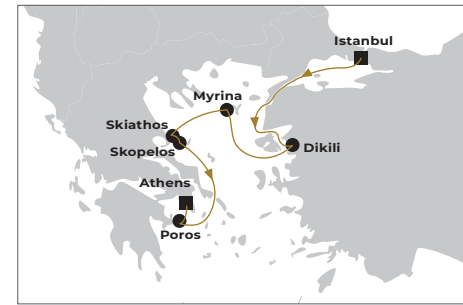 Istanbul
Myrina
Skiathos
Skopelos
Dikili
Athens
Poros